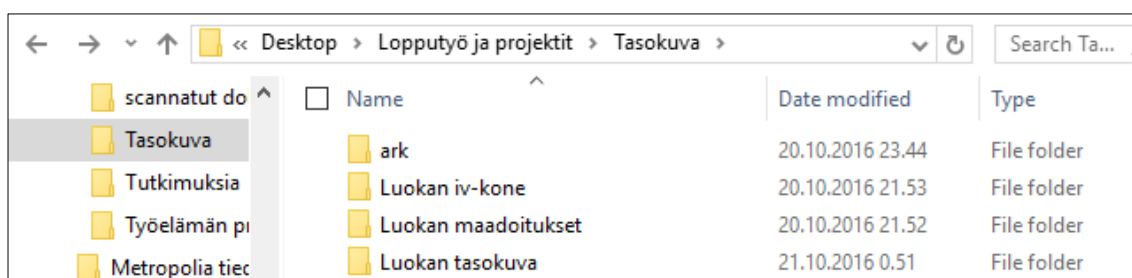 « Desktop › Lopputyö ja projektit › Tasokuva › Search Ta...
scannatut do Name Date modified Type
Tasokuva ark 20.10.2016 23.44 File folder
Tutkimuksia Luokan iv-kone 20.10.2016 21.53 File folder
Työelämän Luokan maadoitukset 20.10.2016 21.52 File folder
Metropolia Luokan tasokuva 21.10.2016 0.51 File folder